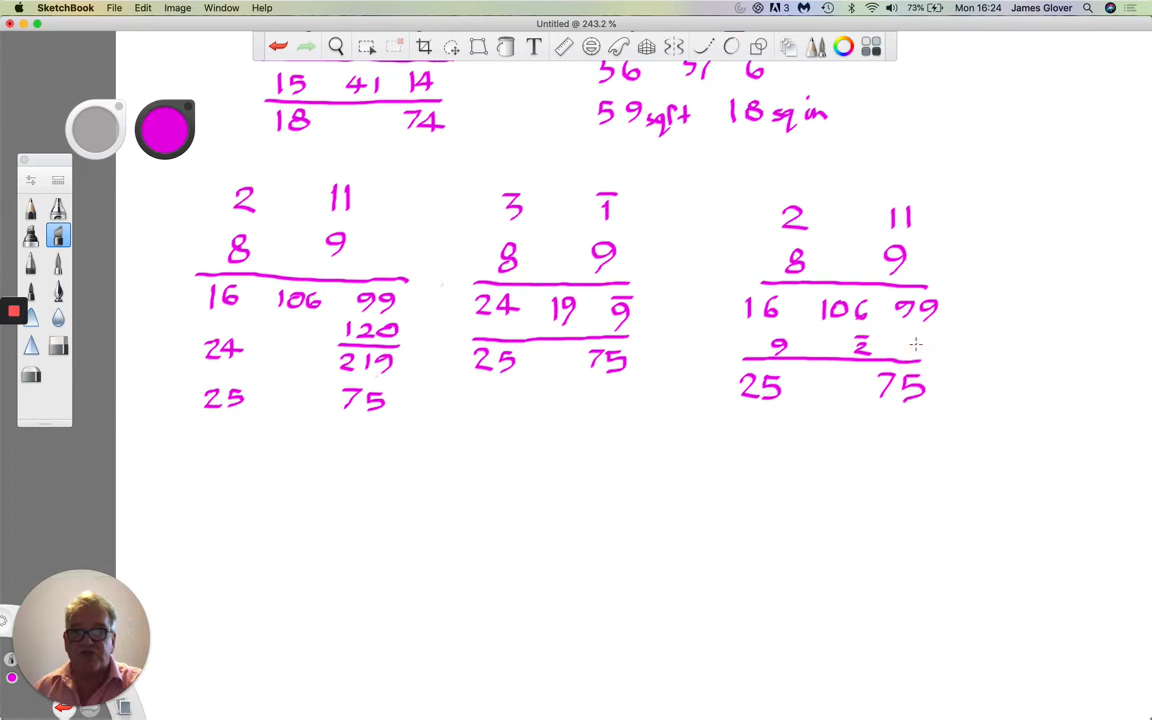 SketchBook File Edit Image Window Help 3 73% Mon 16:24 James Glover
Untitled @ 243.2 %
T
15 41 14
18 74
56 6
59 sqft 18 sq in
2 11
8 9
16 106 99
120
24 219
25 75
3 1̅
8 9
24 19 9̅
25 75
2 11
8 9
16 106 99
9 2̅
25 75